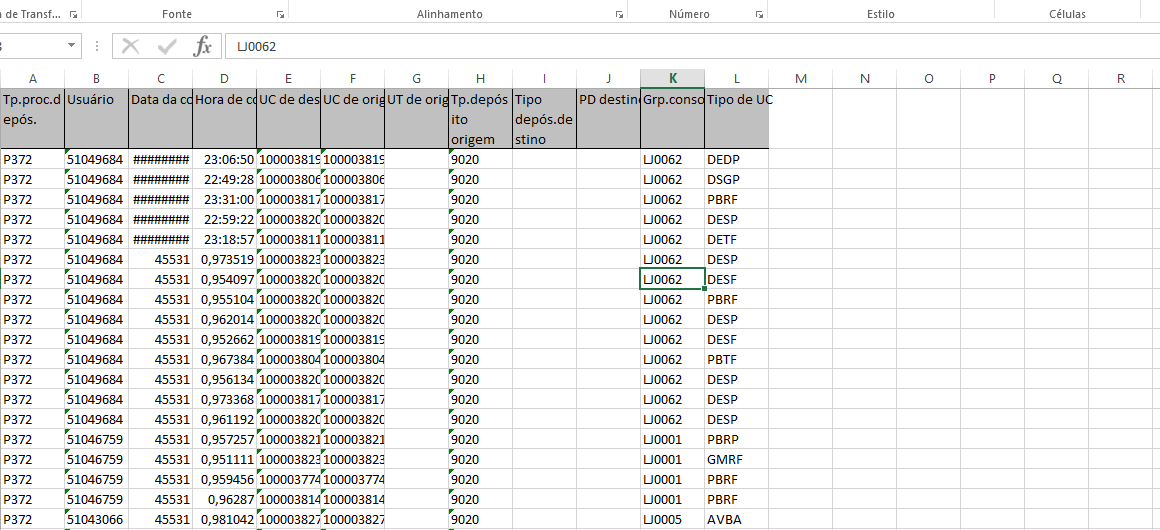 a de Transf...
Fonte
Alinhamento
Número
Estilo
Células
fx LJ0062
A B C D E F G H I J K L M N O P Q R
Tp.proc.d
epós. Usuário Data da co Hora de co UC de des UC de orig UT de orig Tp.depós
ito
origem Tipo
depós.de
stino PD destino Grp.conso Tipo de UC
P372 51049684 ######## 23:06:50 100003819 100003819 9020 LJ0062 DEDP
P372 51049684 ######## 22:49:28 100003806 100003806 9020 LJ0062 DSGP
P372 51049684 ######## 23:31:00 100003817 100003817 9020 LJ0062 PBRF
P372 51049684 ######## 22:59:22 100003820 100003820 9020 LJ0062 DESP
P372 51049684 ######## 23:18:57 100003811 100003811 9020 LJ0062 DETF
P372 51049684 45531 0,973519 100003823 100003823 9020 LJ0062 DESP
P372 51049684 45531 0,954097 100003820 100003820 9020 LJ0062 DESF
P372 51049684 45531 0,955104 100003820 100003820 9020 LJ0062 PBRF
P372 51049684 45531 0,962014 100003820 100003820 9020 LJ0062 DESP
P372 51049684 45531 0,952662 100003819 100003819 9020 LJ0062 DESF
P372 51049684 45531 0,967384 100003804 100003804 9020 LJ0062 PBTF
P372 51049684 45531 0,956134 100003820 100003820 9020 LJ0062 DESP
P372 51049684 45531 0,973368 100003817 100003817 9020 LJ0062 DESP
P372 51049684 45531 0,961192 100003820 100003820 9020 LJ0062 DESP
P372 51046759 45531 0,957257 100003821 100003821 9020 LJ0001 PBRP
P372 51046759 45531 0,951111 100003823 100003823 9020 LJ0001 GMRF
P372 51046759 45531 0,959456 100003774 100003774 9020 LJ0001 PBRF
P372 51046759 45531 0,96287 100003814 100003814 9020 LJ0001 PBRF
P372 51043066 45531 0,981042 100003827 100003827 9020 LJ0005 AVBA